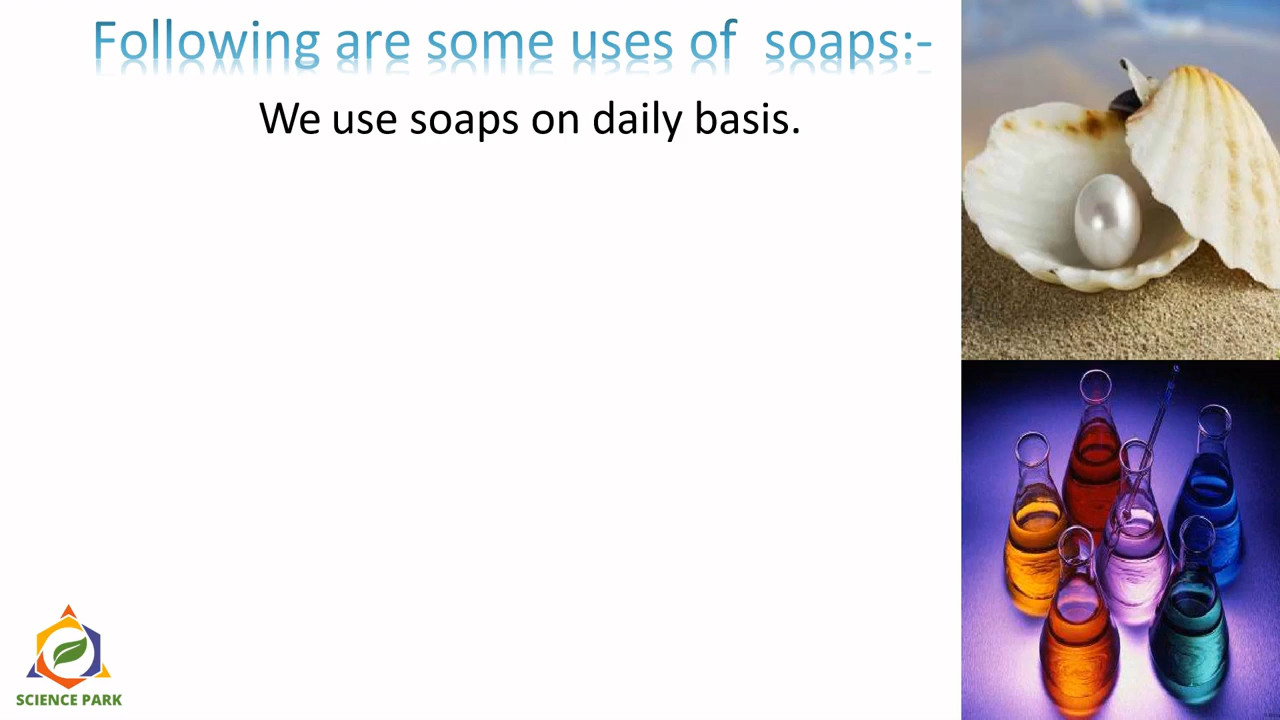 Following are some uses of  soaps:-
We use soaps on daily basis.
SCIENCE PARK